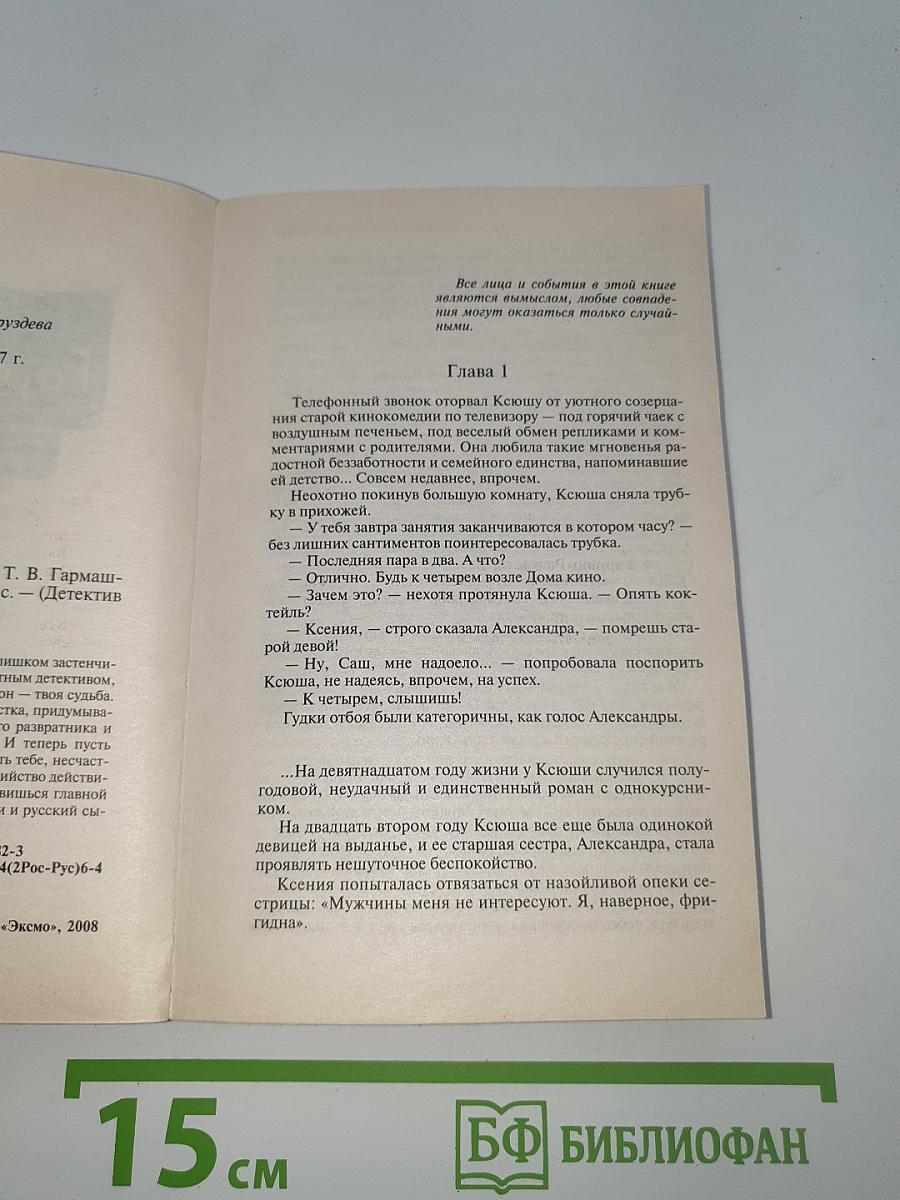 руздева
7 г.
Т. В. Гармаш-
с. — (Детектив
лишком застенчи-
тным детективом,
он — твоя судьба.
стка, придумыва-
го развратника и
И теперь пусть
ть тебе, несчаст-
ийство действи-
вишься главной
и и русский сы-
82-3
4(2Рос-Рус)6-4
«Эксмо», 2008
Все лица и события в этой книге
являются вымыслом, любые совпаде-
ния могут оказаться только случай-
ными.
Глава 1
Телефонный звонок оторвал Ксюшу от уютного созерца-
ния старой кинокомедии по телевизору — под горячий чаек с
воздушным печеньем, под веселый обмен репликами и ком-
ментариями с родителями. Она любила такие мгновенья ра-
достной беззаботности и семейного единства, напоминавшие
ей детство... Совсем недавнее, впрочем.
Неохотно покинув большую комнату, Ксюша сняла труб-
ку в прихожей.
— У тебя завтра занятия заканчиваются в котором часу? —
без лишних сантиментов поинтересовалась трубка.
— Последняя пара в два. А что?
— Отлично. Будь к четырем возле Дома кино.
— Зачем это? — нехотя протянула Ксюша. — Опять кок-
тейль?
— Ксения, — строго сказала Александра, — помрешь ста-
рой девой!
— Ну, Саш, мне надоело... — попробовала поспорить
Ксюша, не надеясь, впрочем, на успех.
— К четырем, слышишь!
Гудки отбоя были категоричны, как голос Александры.
...На девятнадцатом году жизни у Ксюши случился полу-
годовой, неудачный и единственный роман с однокурсни-
ком.
На двадцать втором году Ксюша все еще была одинокой
девицей на выданье, и ее старшая сестра, Александра, стала
проявлять нешуточное беспокойство.
Ксения попыталась отвязаться от назойливой опеки се-
стрицы: «Мужчины меня не интересуют. Я, наверное, фри-
гидна».
15 см
БФ БИБЛИОФАН